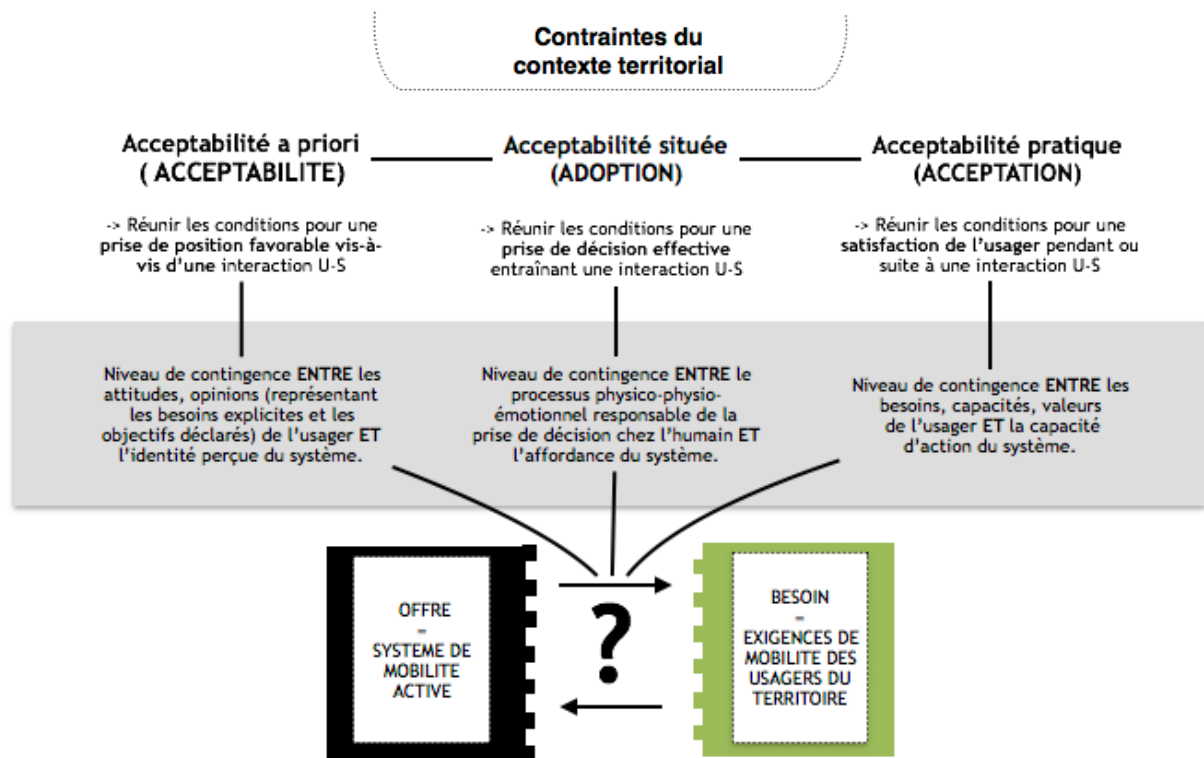 Contraintes du
contexte territorial
Acceptabilité a priori
( ACCEPTABILITE)
-> Réunir les conditions pour une
prise de position favorable vis-à-
vis d'une interaction U-S
Niveau de contingence ENTRE les
attitudes, opinions (représentant
les besoins explicites et les
objectifs déclarés) de l'usager ET
l'identité perçue du système.
Acceptabilité située
(ADOPTION)
-> Réunir les conditions pour une
prise de décision effective
entraînant une interaction U-S
Niveau de contingence ENTRE le
processus physico-physio-
émotionnel responsable de la
prise de décision chez l'humain ET
l'affordance du système.
Acceptabilité pratique
(ACCEPTATION)
-> Réunir les conditions pour une
satisfaction de l'usager pendant ou
suite à une interaction U-S
Niveau de contingence ENTRE les
besoins, capacités, valeurs
de l'usager ET la capacité
d'action du système.
OFFRE
=
SYSTEME DE
MOBILITE
ACTIVE
?
BESOIN
=
EXIGENCES DE
MOBILITE DES
USAGERS DU
TERRITOIRE